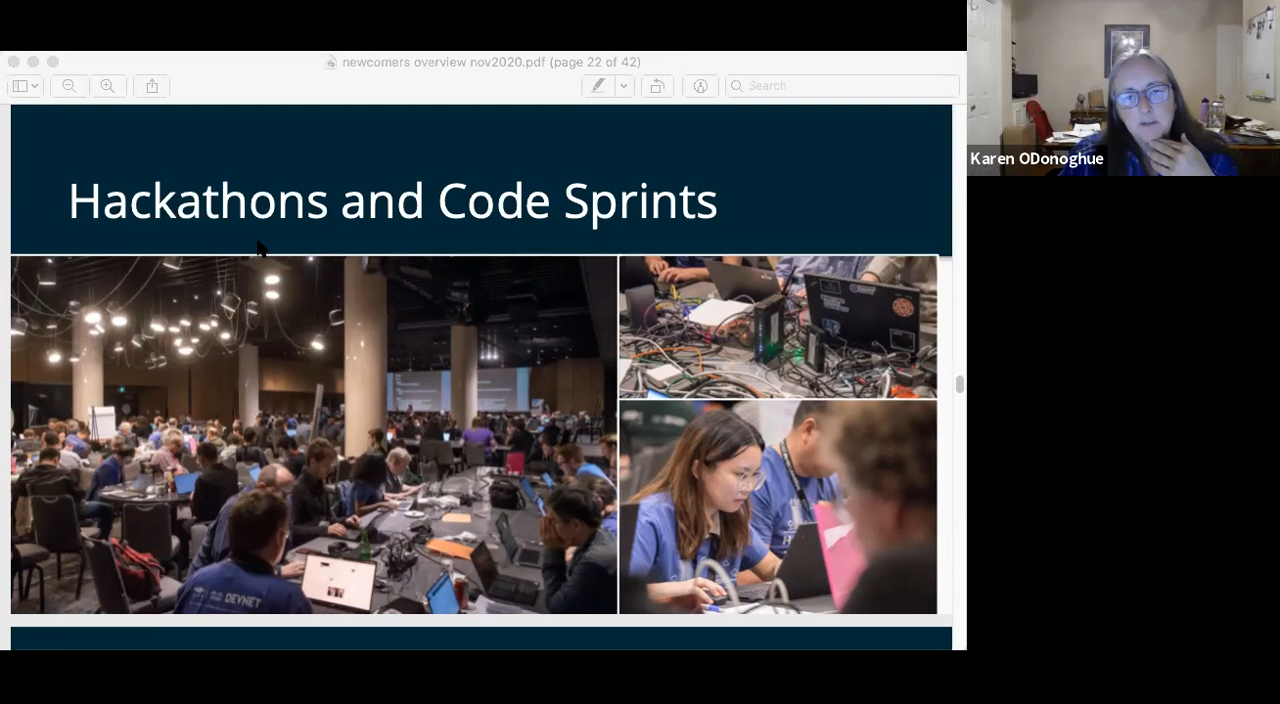 newcomers overview nov2020.pdf (page 22 of 42)
Search
Hackathons and Code Sprints
DEVNET
Karen ODonoghue